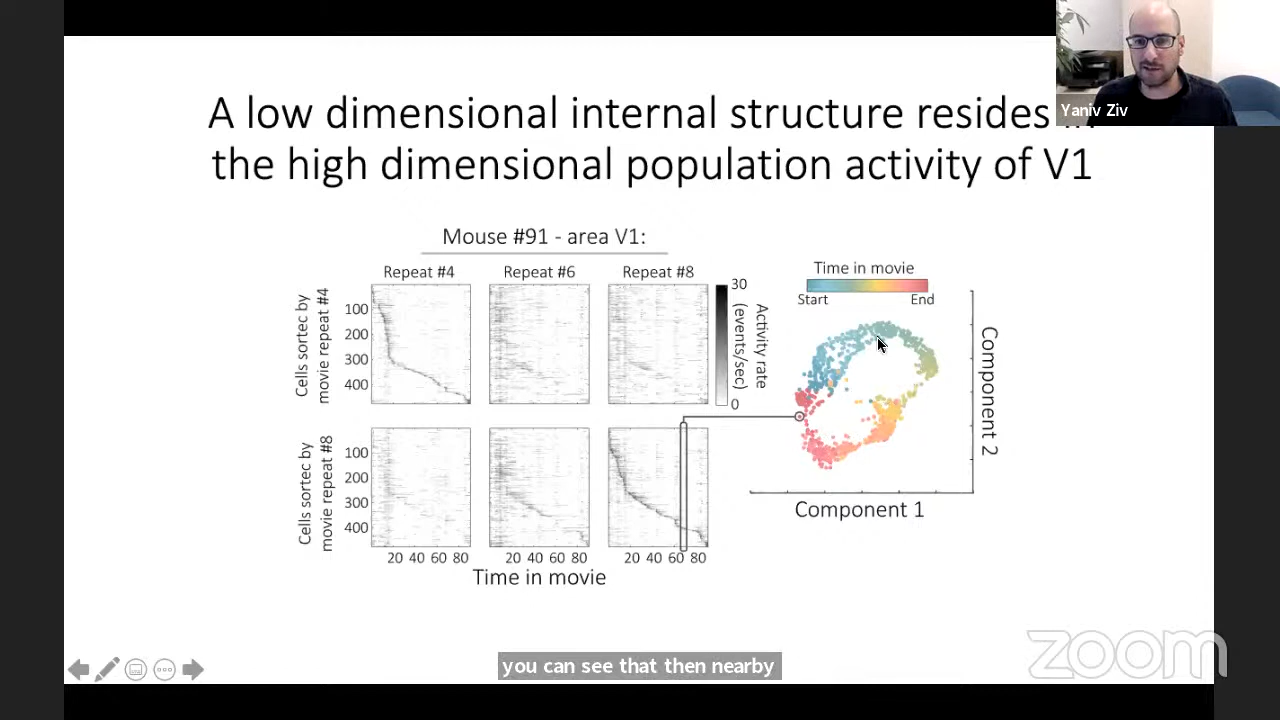 A low dimensional internal structure resides in
the high dimensional population activity of V1
Yaniv Ziv
Mouse #91 - area V1:
Repeat #4
Repeat #6
Repeat #8
Cells sortec by
movie repeat #4
100
200
300
400
30
0
Activity rate
(events/sec)
Time in movie
Start
End
Component 2
Component 1
Cells sortec by
movie repeat #8
100
200
300
400
20 40 60 80
20 40 60 80
20 40 60 80
Time in movie
you can see that then nearby
zoom